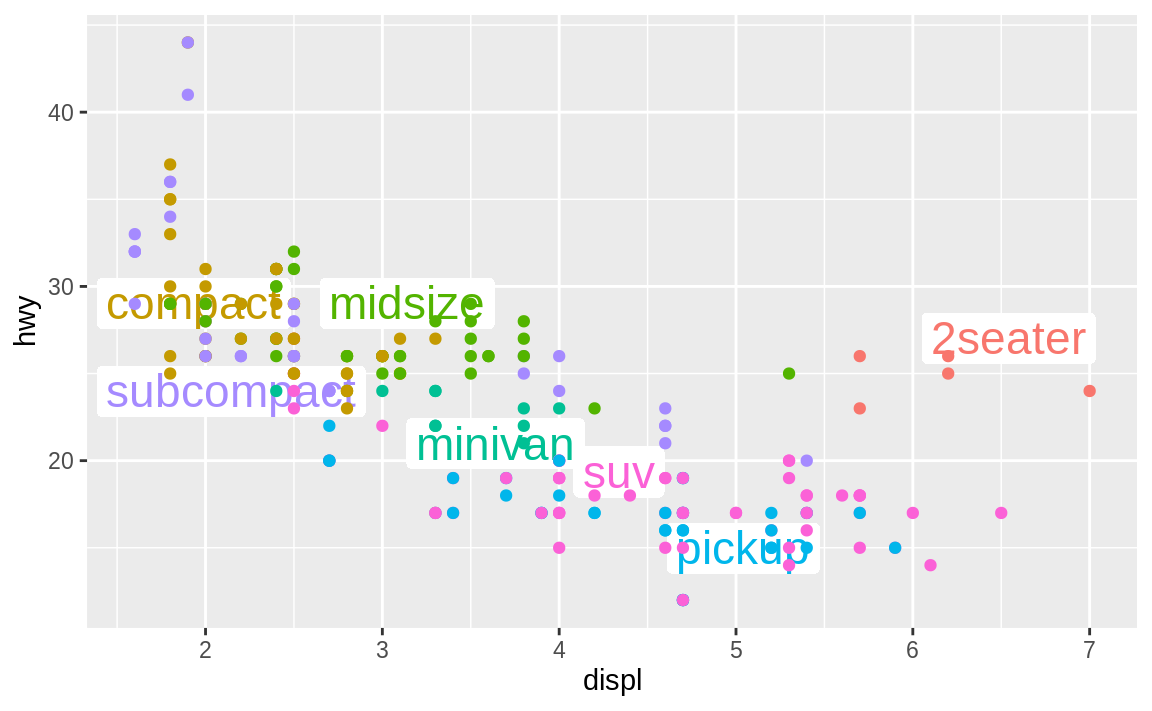 40
30
20
hwy
compact
midsize
2seater
subcompact
minivan
suv
pickup
2 3 4 5 6 7
displ